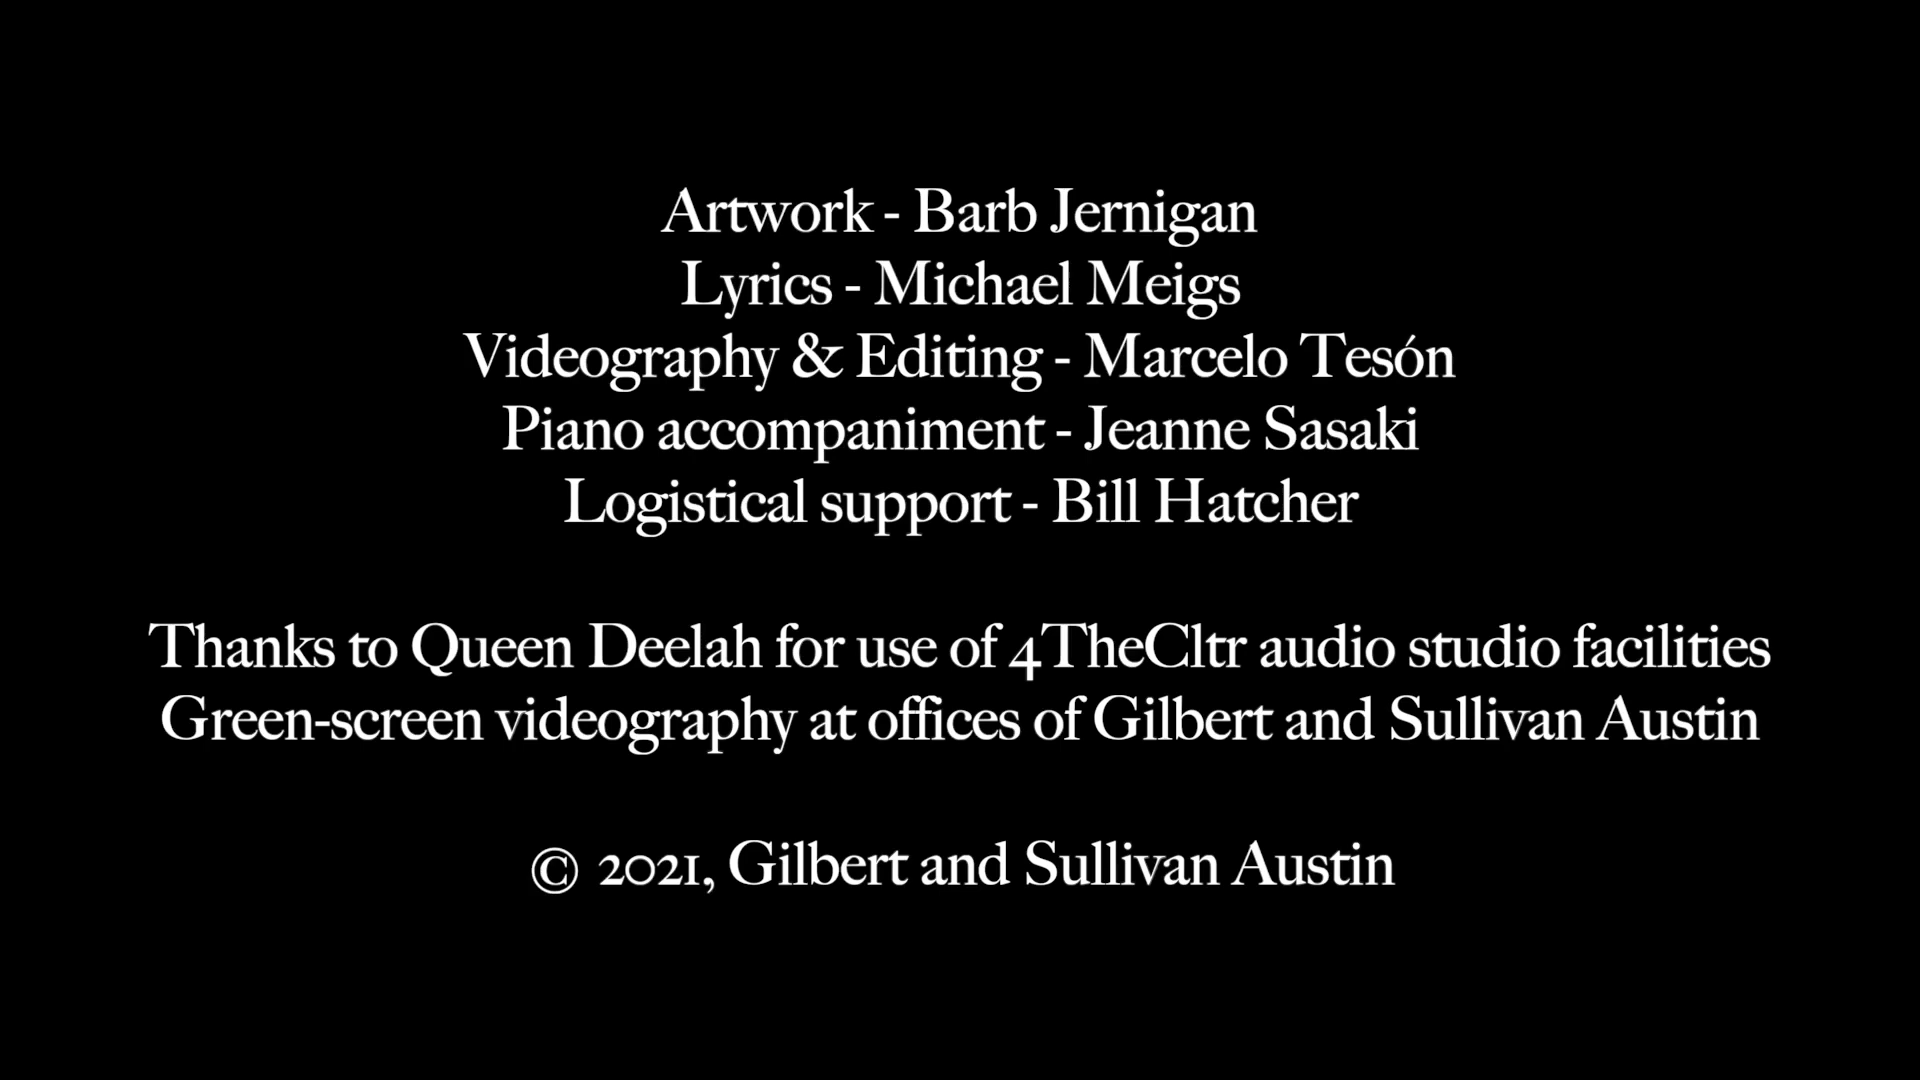 Artwork - Barb Jernigan
Lyrics - Michael Meigs
Videography & Editing - Marcelo Tesón
Piano accompaniment - Jeanne Sasaki
Logistical support - Bill Hatcher
Thanks to Queen Deelah for use of 4TheCltr audio studio facilities
Green-screen videography at offices of Gilbert and Sullivan Austin
© 2021, Gilbert and Sullivan Austin